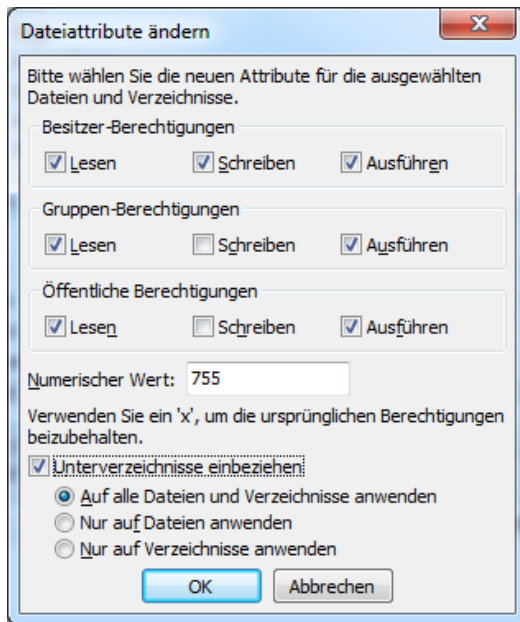 Dateiattribute ändern
Bitte wählen Sie die neuen Attribute für die ausgewählten
Dateien und Verzeichnisse.
Besitzer-Berechtigungen
Lesen Schreiben Ausführen
Gruppen-Berechtigungen
Lesen Schreiben Ausführen
Öffentliche Berechtigungen
Lesen Schreiben Ausführen
Numerischer Wert: 755
Verwenden Sie ein 'x', um die ursprünglichen Berechtigungen
beizubehalten.
Unterverzeichnisse einbeziehen
Auf alle Dateien und Verzeichnisse anwenden
Nur auf Dateien anwenden
Nur auf Verzeichnisse anwenden
OK Abbrechen